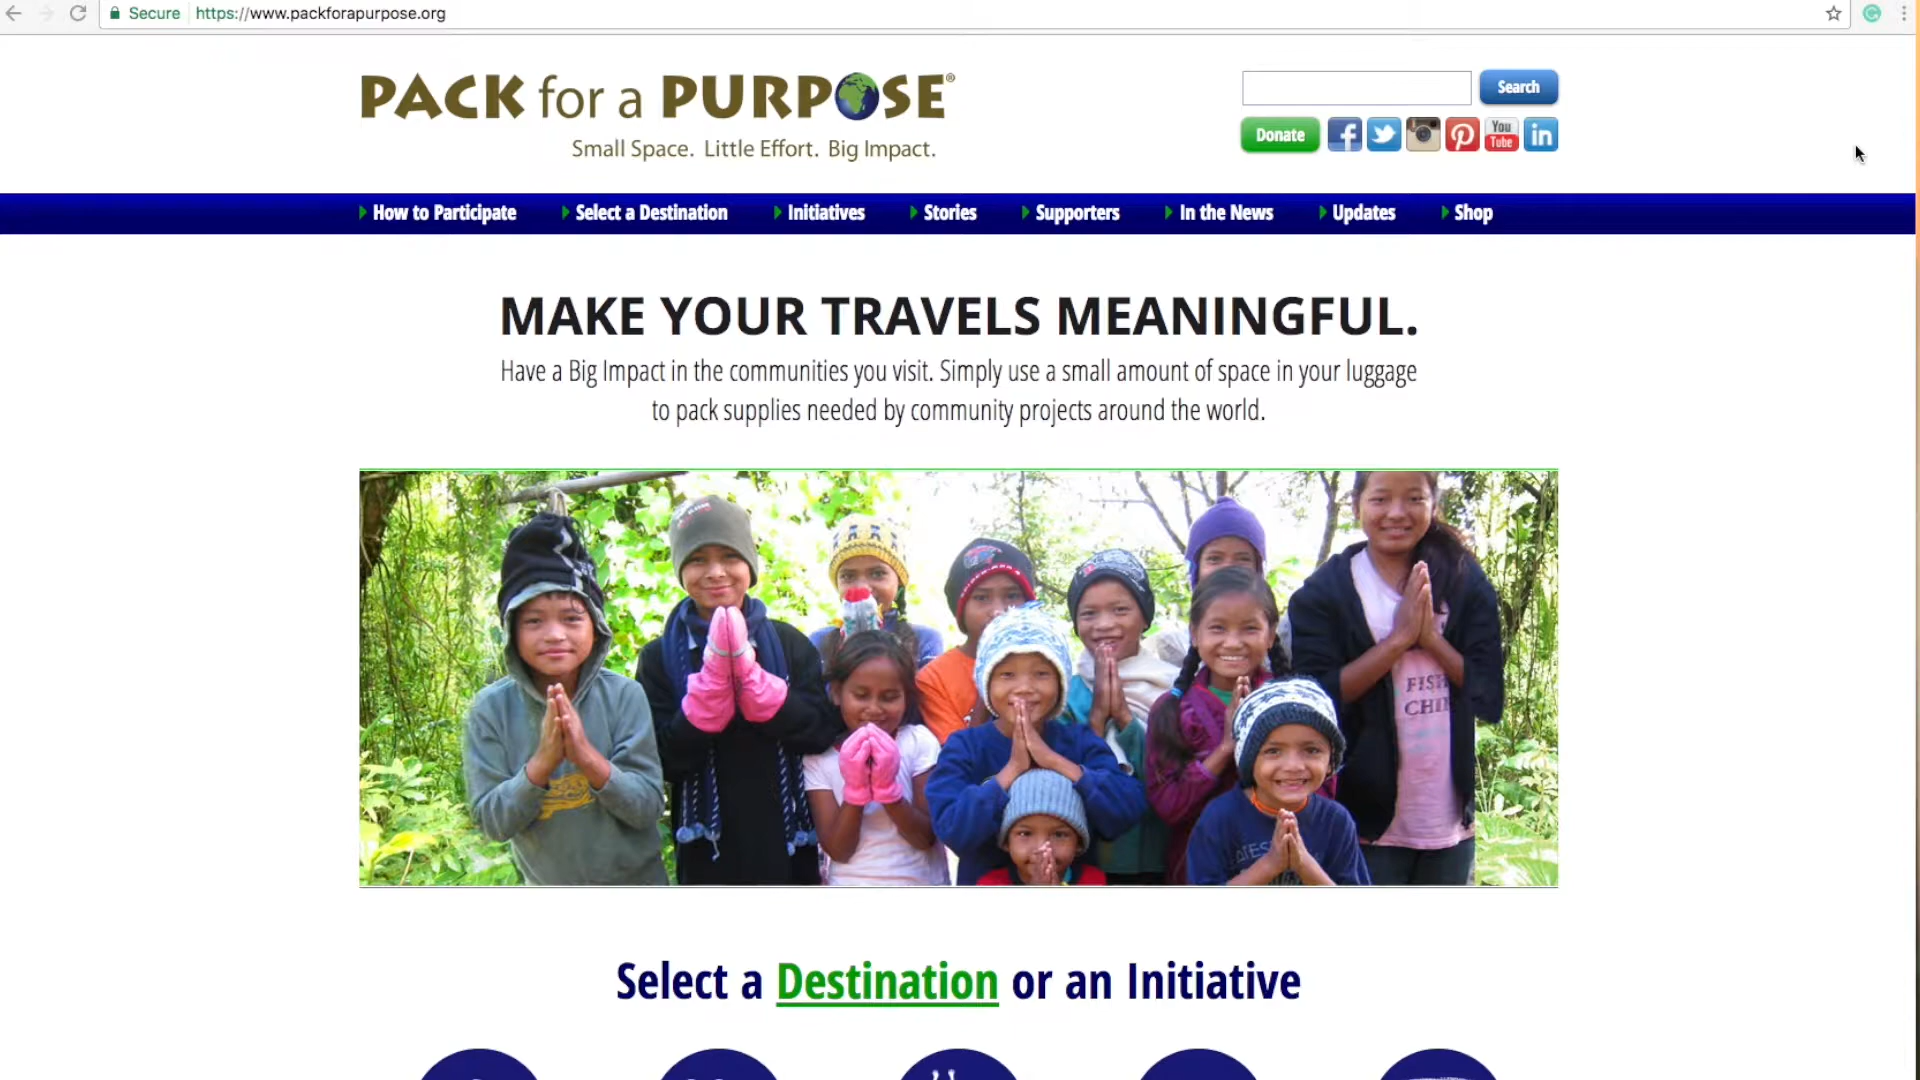 Secure https://www.packforapurpose.org
PACK for a PURPOSE®
Small Space. Little Effort. Big Impact.
Search
Donate
You
Tube
in
How to Participate Select a Destination Initiatives Stories Supporters In the News Updates Shop
MAKE YOUR TRAVELS MEANINGFUL.
Have a Big Impact in the communities you visit. Simply use a small amount of space in your luggage
to pack supplies needed by community projects around the world.
Select a Destination or an Initiative